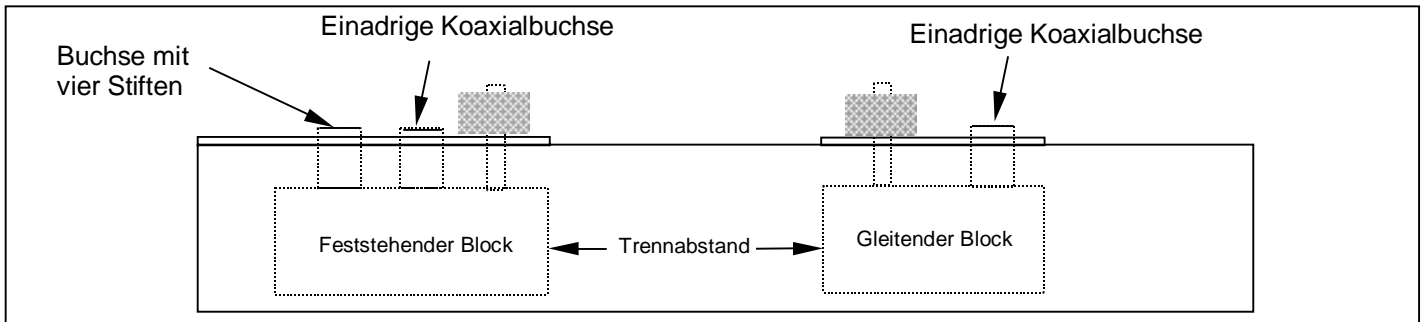 Einadrige Koaxialbuchse
Einadrige Koaxialbuchse
Buchse mit
vier Stiften
Feststehender Block
Trennabstand
Gleitender Block